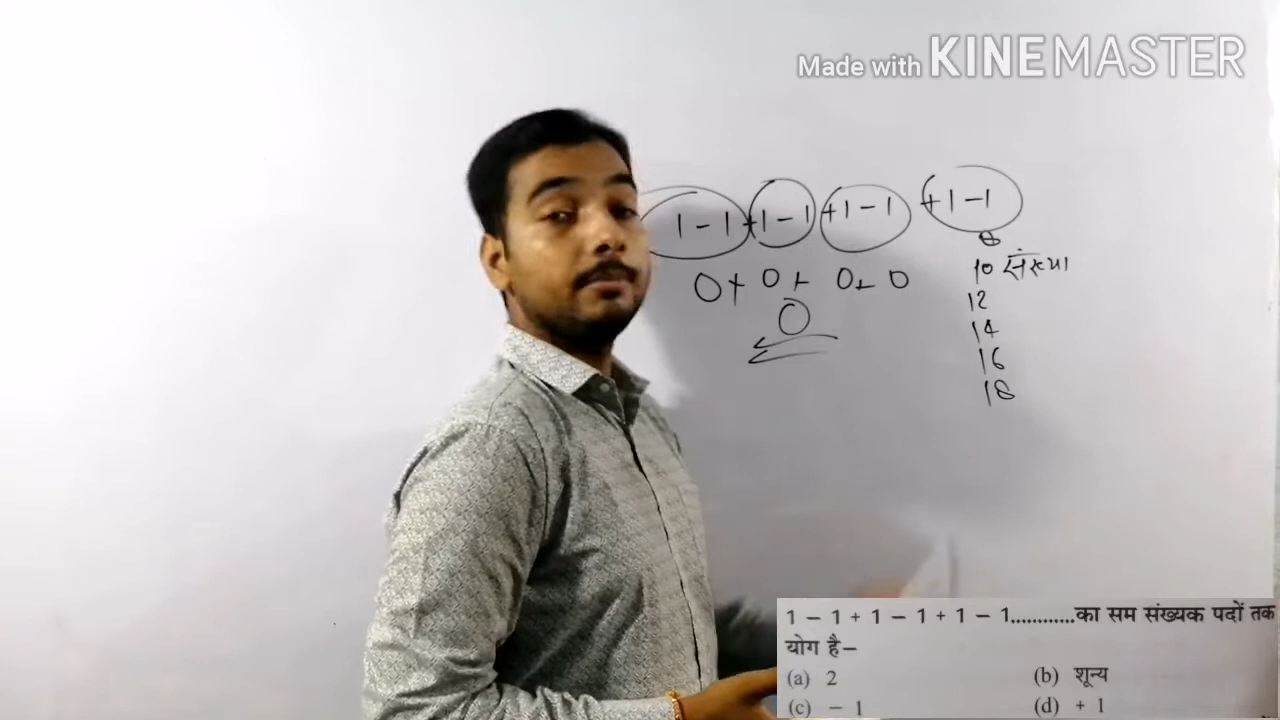 Made with KINEMASTER
1 - 1 + 1 - 1 + 1 - 1 + 1 - 1
0 + 0 + 0 + 0
0
8
10 संख्या
12
14
16
18
1 – 1 + 1 – 1 + 1 – 1............का सम संख्यक पदों तक
योग है–
(a) 2 (b) शून्य
(c) – 1 (d) + 1